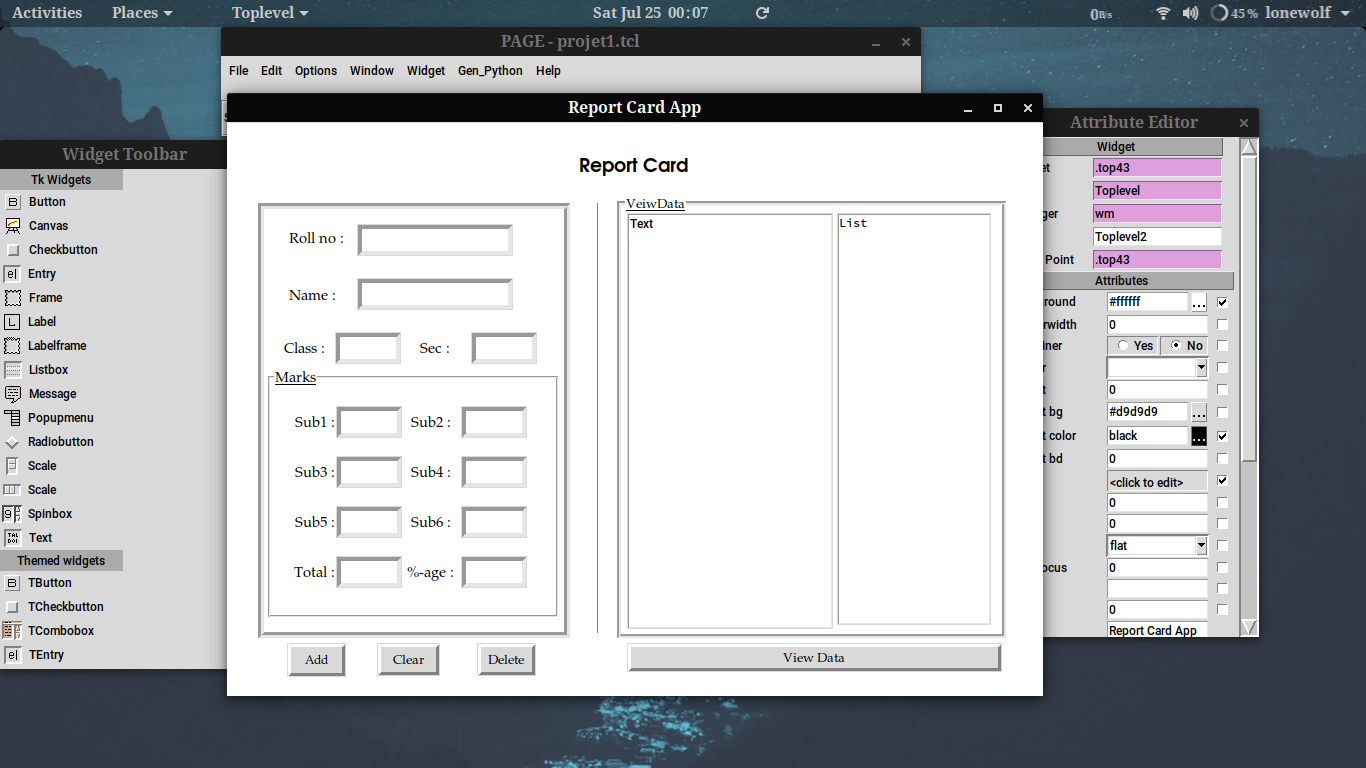 Activities Places Toplevel Sat Jul 25 00:07 0B/s 45% lonewolf
PAGE - projet1.tcl
File Edit Options Window Widget Gen_Python Help
Report Card App
Report Card
Roll no :
Name :
Class : Sec :
Marks
Sub1 : Sub2 :
Sub3 : Sub4 :
Sub5 : Sub6 :
Total : %-age :
Add Clear Delete
VeiwData
Text List
View Data
Widget Toolbar
Tk Widgets
B Button
Canvas
Checkbutton
e| Entry
Frame
L Label
Labelframe
Listbox
Message
Popupmenu
Radiobutton
Scale
Scale
Spinbox
Text
Themed widgets
B TButton
TCheckbutton
TCombobox
e| TEntry
Attribute Editor
Widget
et .top43
Toplevel
ger wm
Toplevel2
Point .top43
Attributes
round #ffffff ...
rwidth 0
iner Yes No
r
t 0
t bg #d9d9d9 ...
t color black ...
t bd 0
<click to edit>
0
0
flat
ocus 0
0
Report Card App